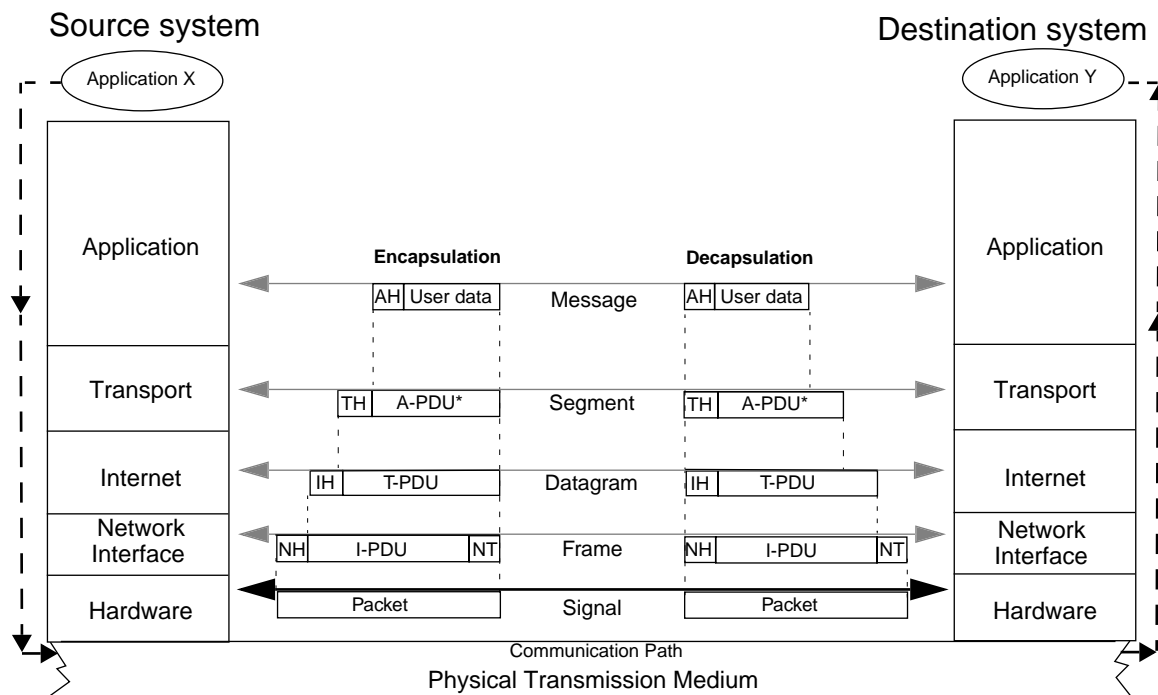 Source system
Destination system
Application X
Application Y
Application
Encapsulation
Decapsulation
Application
AH User data
Message
AH User data
Transport
TH A-PDU*
Segment
TH A-PDU*
Transport
Internet
IH T-PDU
Datagram
IH T-PDU
Internet
Network
Interface
NH I-PDU NT
Frame
NH I-PDU NT
Network
Interface
Hardware
Packet
Signal
Packet
Hardware
Communication Path
Physical Transmission Medium